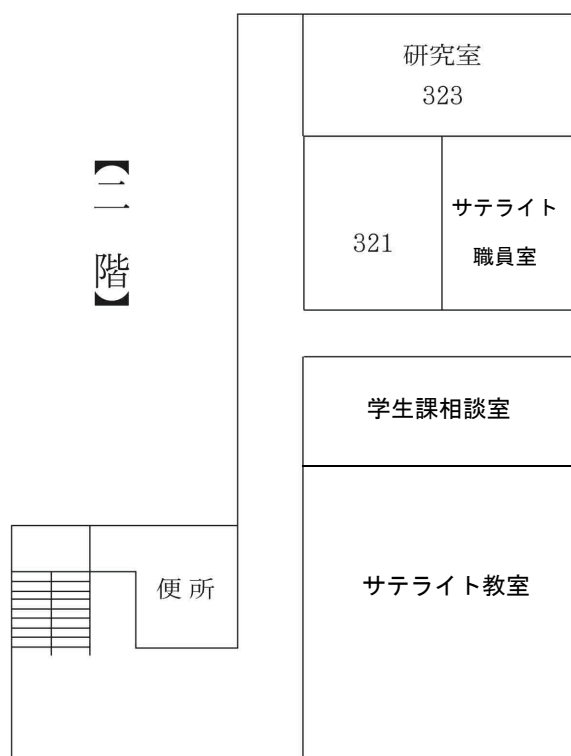 【二階】
研究室
323
321
サテライト
職員室
学生課相談室
サテライト教室
便所